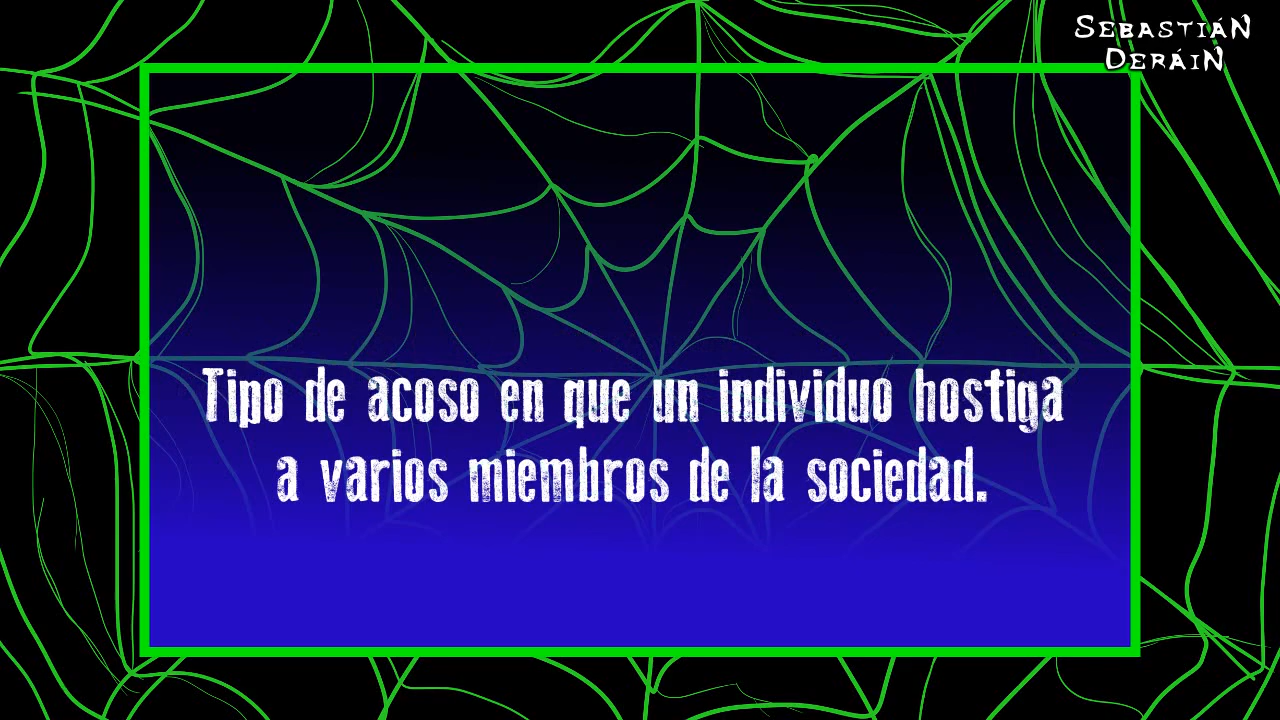 SEBASTIÁN
DERÁIN
Tipo de acoso en que un individuo hostiga
a varios miembros de la sociedad.